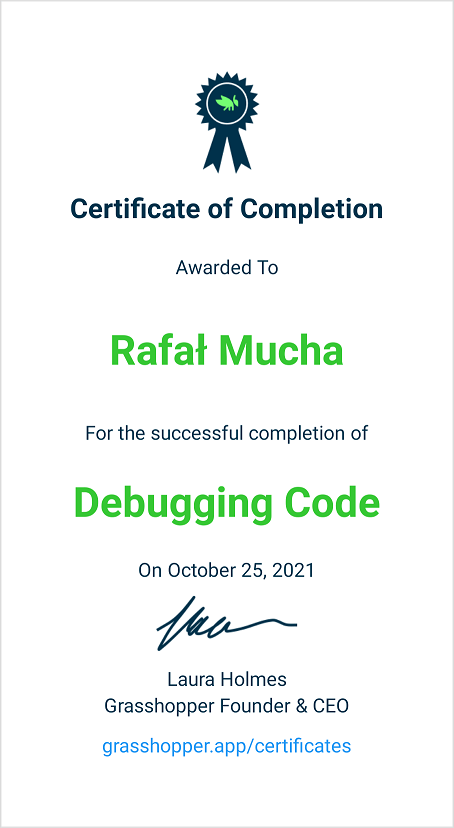 Certificate of Completion
Awarded To
Rafał Mucha
For the successful completion of
Debugging Code
On October 25, 2021
Laura Holmes
Grasshopper Founder & CEO
grasshopper.app/certificates